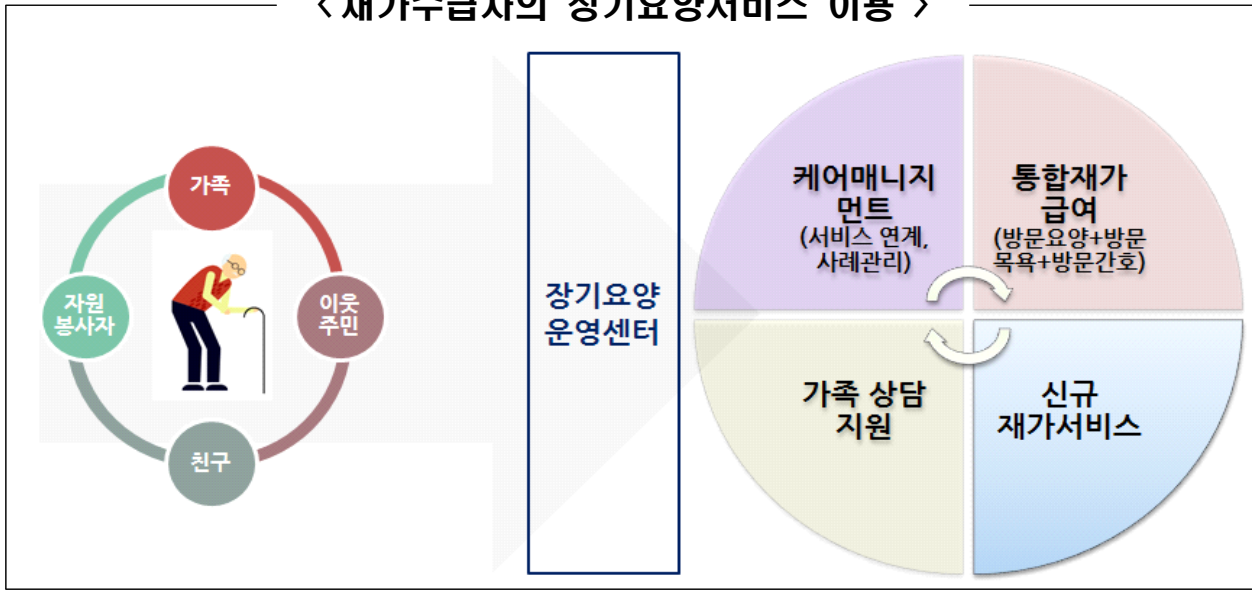 < 재가수급자의 장기요양서비스 이용 >
가족
자원
봉사자
이웃
주민
친구
장기요양
운영센터
케어매니지
먼트
(서비스 연계,
사례관리)
통합재가
급여
(방문요양+방문
목욕+방문간호)
가족 상담
지원
신규
재가서비스